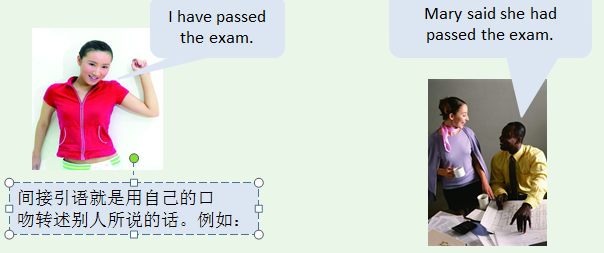 I have passed
the exam.
Mary said she had
passed the exam.
间接引语就是用自己的口
吻转述别人所说的话。例如：